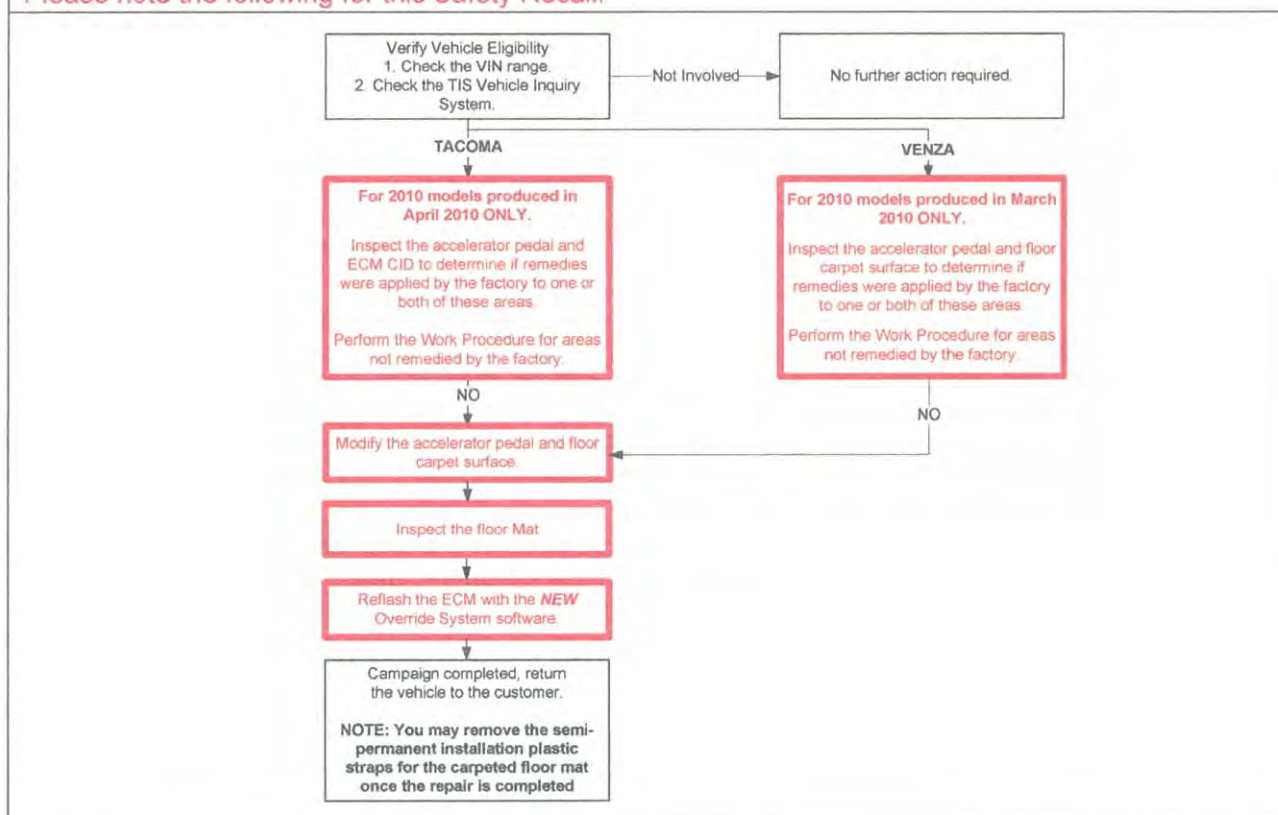 Please note the following for this Safety Recall:
Verify Vehicle Eligibility
1. Check the VIN range.
2. Check the TIS Vehicle Inquiry
System.
Not Involved
No further action required.
TACOMA
VENZA
For 2010 models produced in
April 2010 ONLY.
Inspect the accelerator pedal and
ECM CID to determine if remedies
were applied by the factory to one or
both of these areas.
Perform the Work Procedure for areas
not remedied by the factory.
For 2010 models produced in March
2010 ONLY.
Inspect the accelerator pedal and floor
carpet surface to determine if
remedies were applied by the factory
to one or both of these areas.
Perform the Work Procedure for areas
not remedied by the factory.
NO
NO
Modify the accelerator pedal and floor
carpet surface.
Inspect the floor Mat
Reflash the ECM with the NEW
Override System software.
Campaign completed, return
the vehicle to the customer.
NOTE: You may remove the semi-
permanent installation plastic
straps for the carpeted floor mat
once the repair is completed